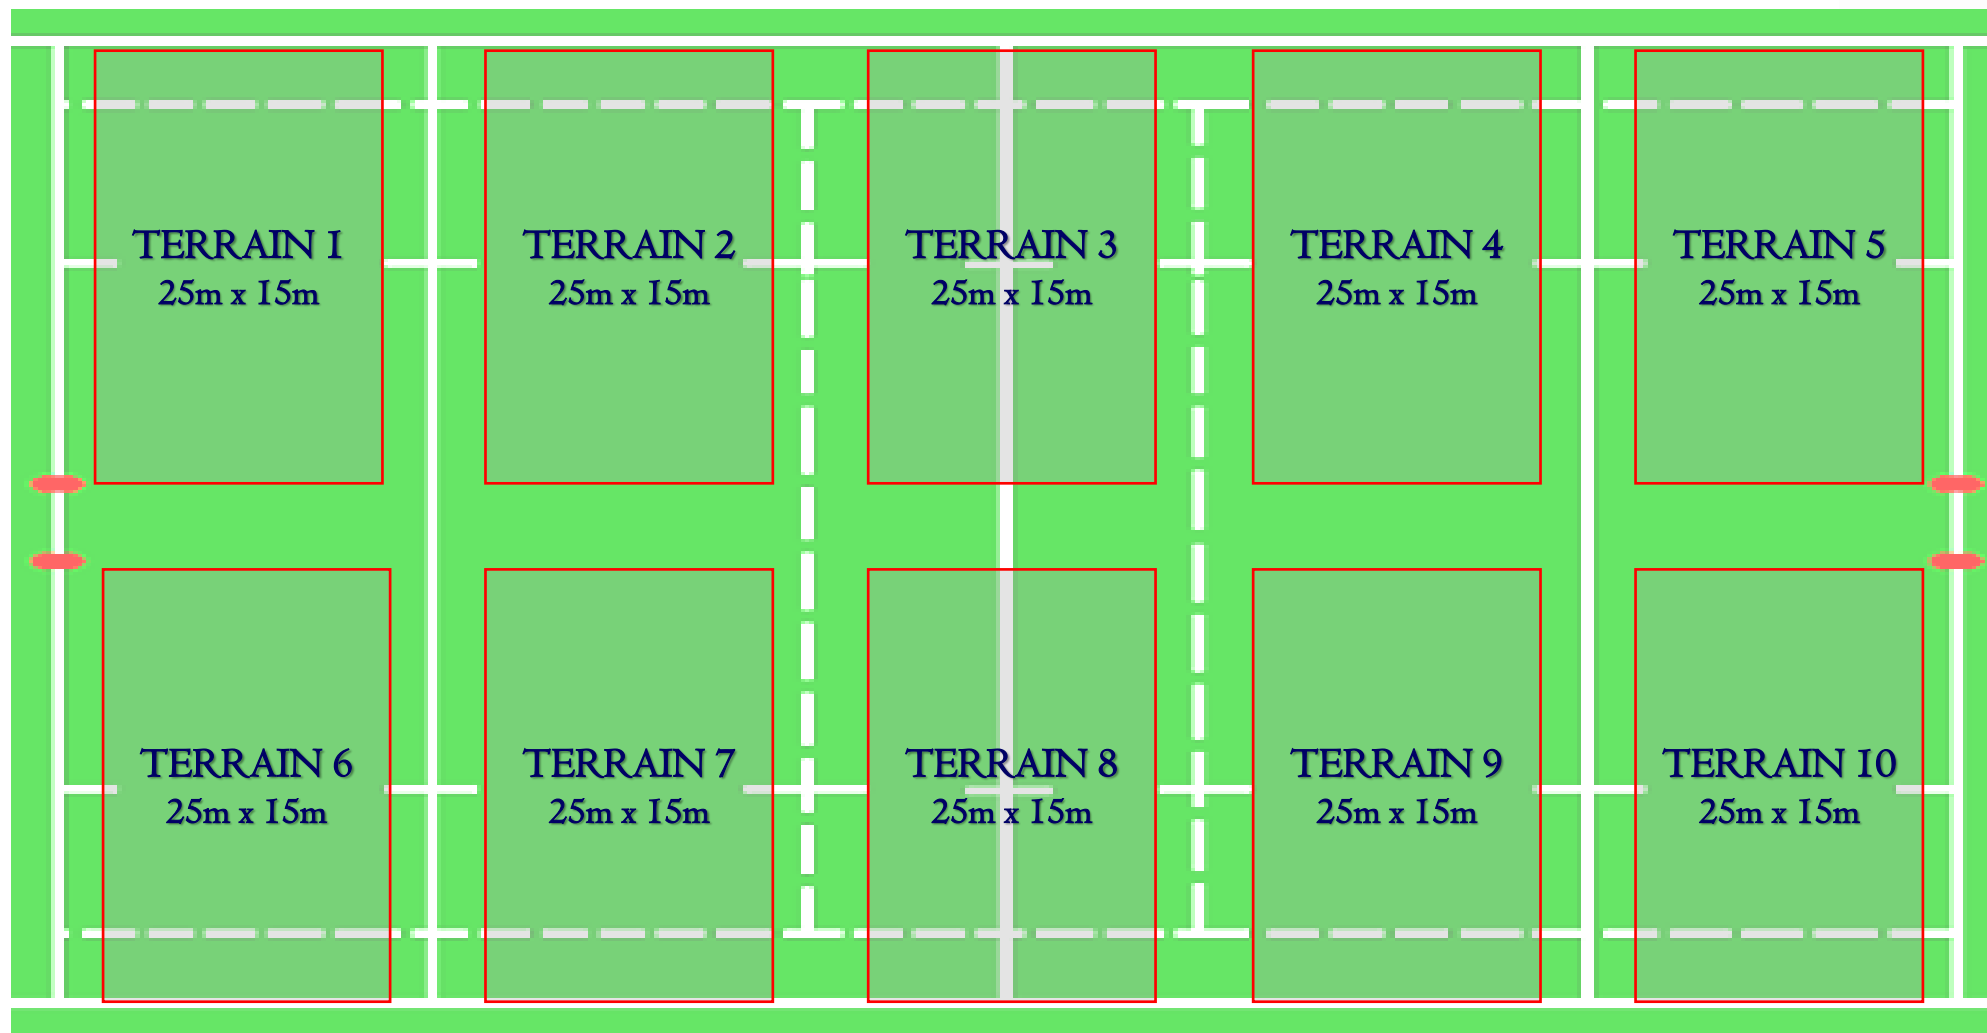 TERRAIN 1
25m x 15m
TERRAIN 2
25m x 15m
TERRAIN 3
25m x 15m
TERRAIN 4
25m x 15m
TERRAIN 5
25m x 15m
TERRAIN 6
25m x 15m
TERRAIN 7
25m x 15m
TERRAIN 8
25m x 15m
TERRAIN 9
25m x 15m
TERRAIN 10
25m x 15m